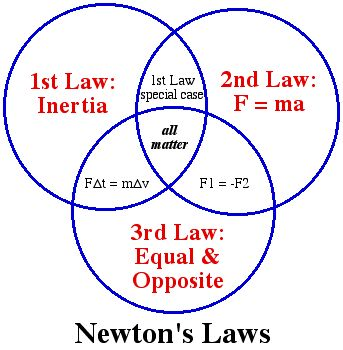 1st Law:
Inertia
1st Law
special case
2nd Law:
F = ma
all
matter
FΔt = mΔv
F1 = -F2
3rd Law:
Equal &
Opposite
Newton's Laws